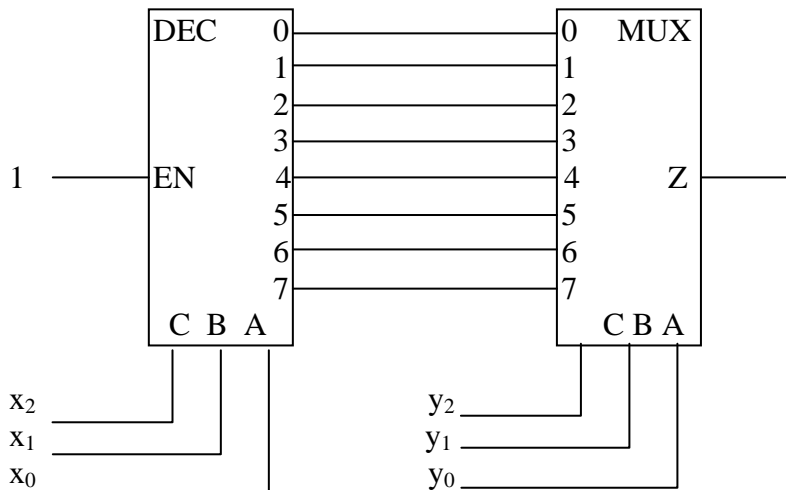 DEC 0 0 MUX
1 1
2 2
3 3
1 EN 4 4 Z
5 5
6 6
7 7
C B A C B A
x₂ y₂
x₁ y₁
x₀ y₀